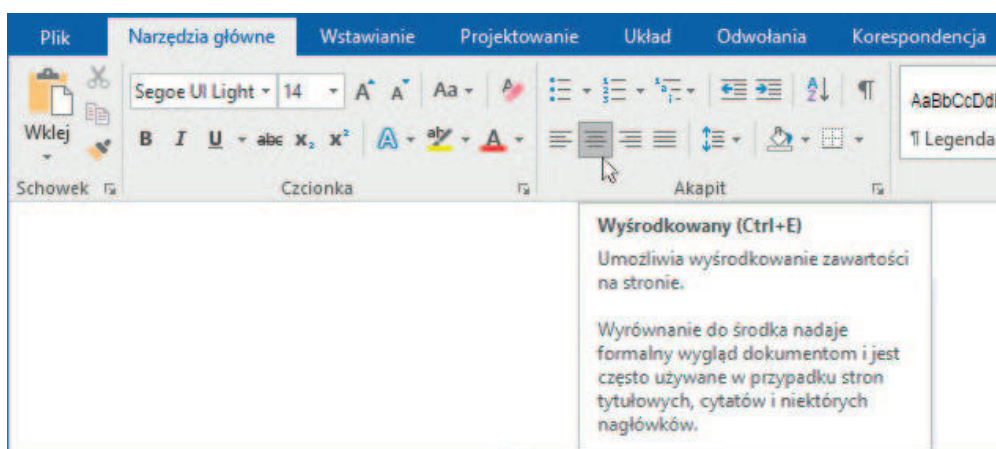 Plik Narzędzia główne Wstawianie Projektowanie Układ Odwołania Korespondencja
Segoe UI Light 14 A A Aa
AaBbCcDd
Wklej
B I U abc x₂ x² A aby A
¶ Legenda
Schowek Czcionka Akapit
Wyśrodkowany (Ctrl+E)
Umożliwia wyśrodkowanie zawartości
na stronie.
Wyrównanie do środka nadaje
formalny wygląd dokumentom i jest
często używane w przypadku stron
tytułowych, cytatów i niektórych
nagłówków.